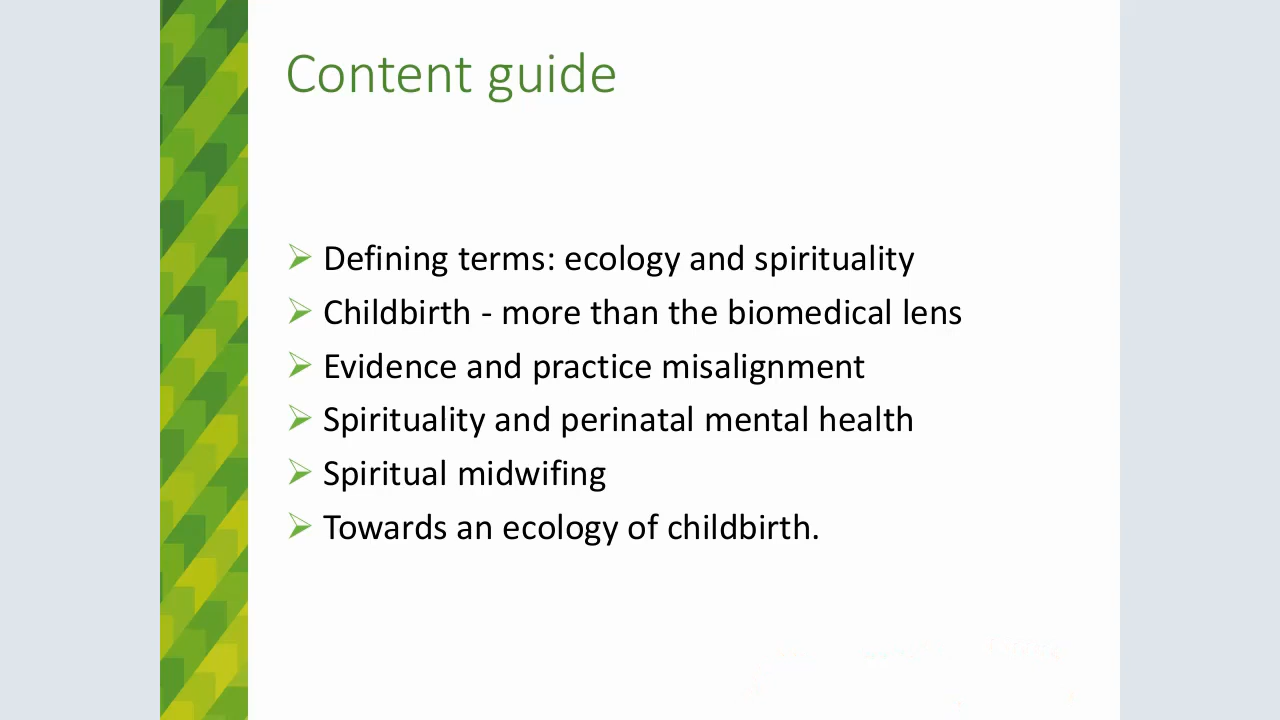 Content guide
Defining terms: ecology and spirituality
Childbirth - more than the biomedical lens
Evidence and practice misalignment
Spirituality and perinatal mental health
Spiritual midwifing
Towards an ecology of childbirth.